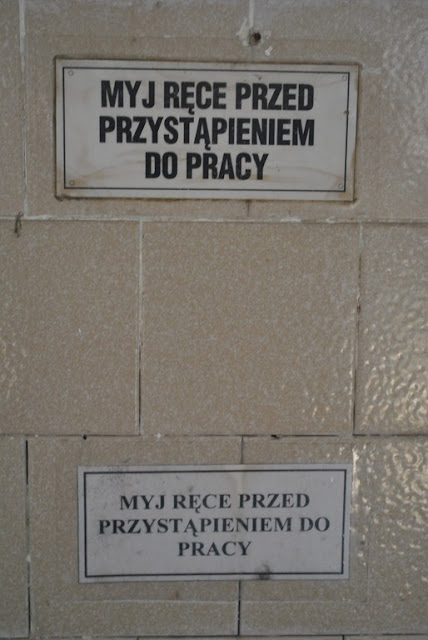 MYJ RĘCE PRZED
PRZYSTĄPIENIEM
DO PRACY
MYJ RĘCE PRZED
PRZYSTĄPIENIEM DO
PRACY